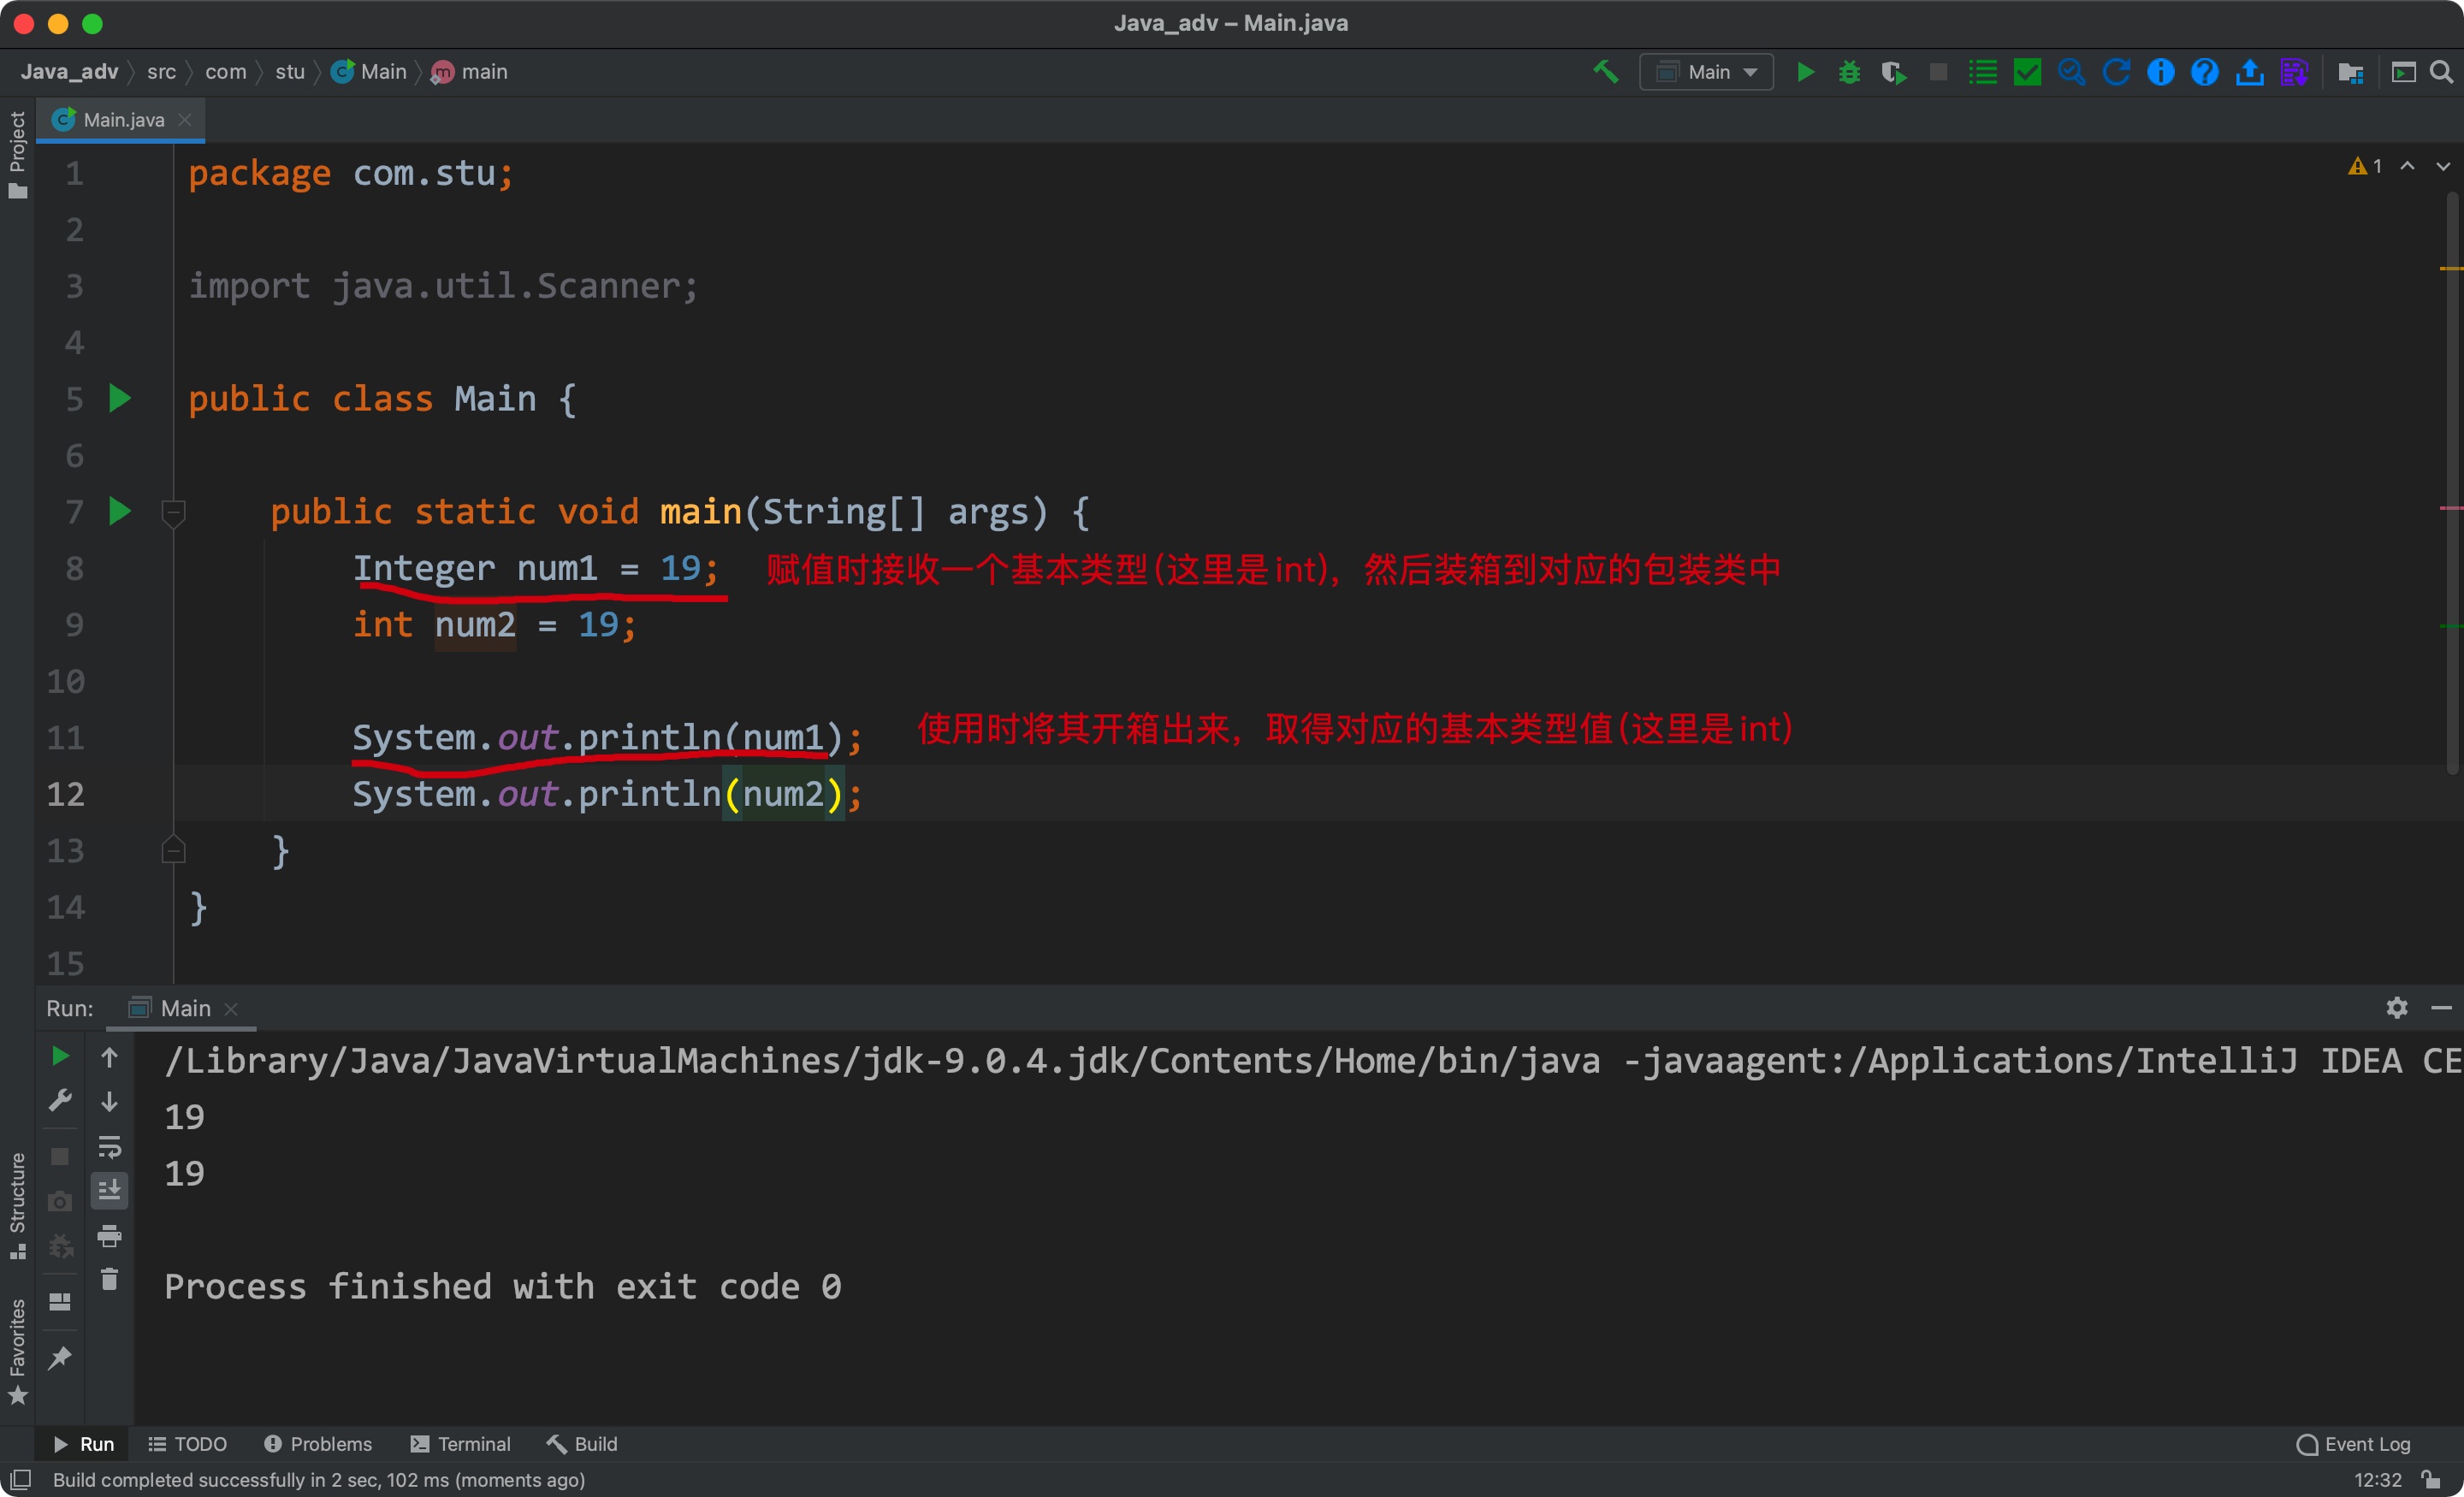 Java_adv – Main.java
Java_adv src com stu Main main
Main
Project
Main.java
1
1 package com.stu;
2
3 import java.util.Scanner;
4
5 public class Main {
6
7 public static void main(String[] args) {
8 Integer num1 = 19; 赋值时接收一个基本类型(这里是int)，然后装箱到对应的包装类中
9 int num2 = 19;
10
11 System.out.println(num1); 使用时将其开箱出来，取得对应的基本类型值(这里是int)
12 System.out.println(num2);
13 }
14 }
15
Run: Main
/Library/Java/JavaVirtualMachines/jdk-9.0.4.jdk/Contents/Home/bin/java -javaagent:/Applications/IntelliJ IDEA CE
19
19
Process finished with exit code 0
Structure
Favorites
Run TODO Problems Terminal Build Event Log
Build completed successfully in 2 sec, 102 ms (moments ago) 12:32